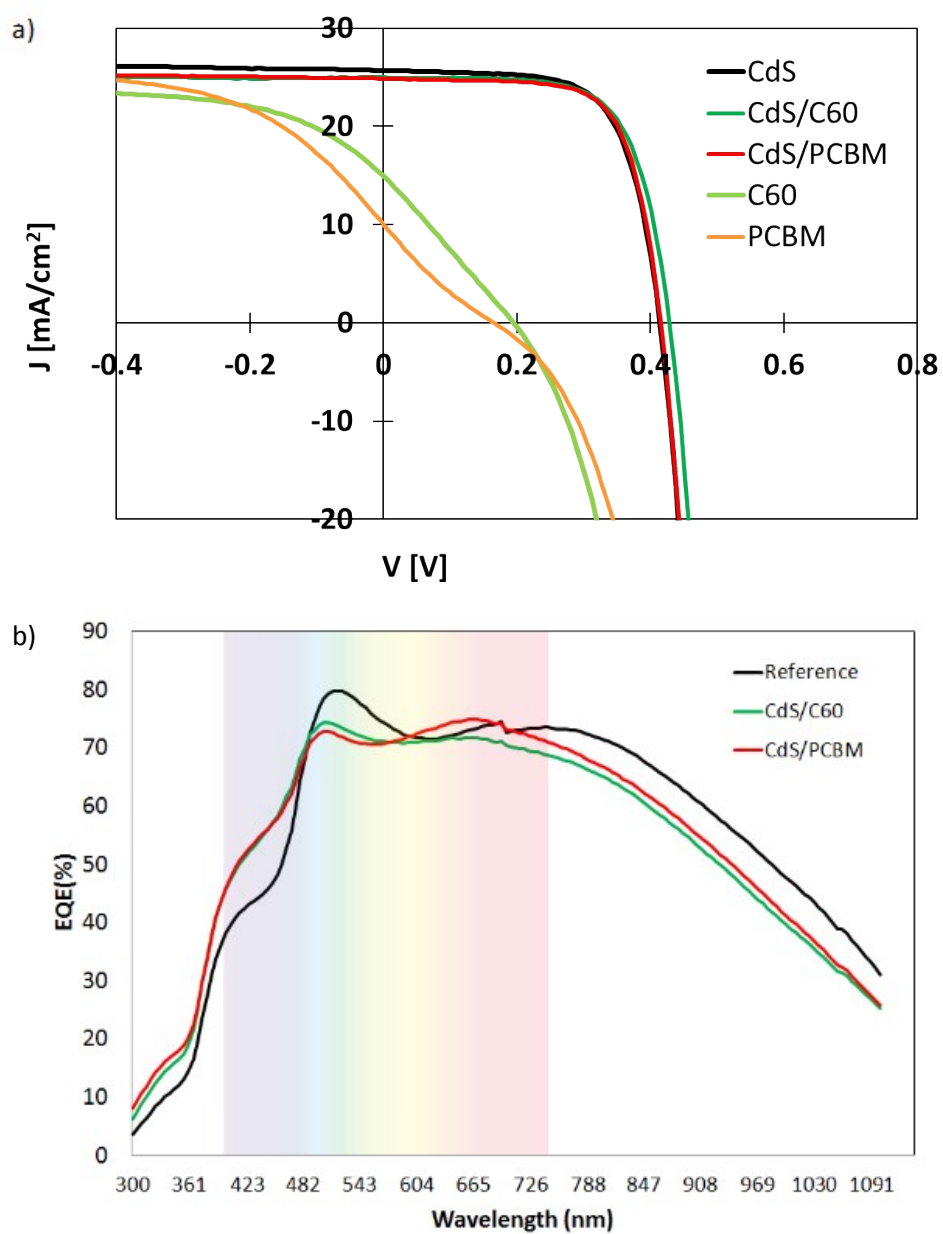 a)
30
20
10
0
-10
-20
-0.4
-0.2
0
0.2
0.4
0.6
0.8
J [mA/cm²]
V [V]
CdS
CdS/C60
CdS/PCBM
C60
PCBM
b)
90
80
70
60
50
40
30
20
10
0
EQE(%)
Reference
CdS/C60
CdS/PCBM
300 361 423 482 543 604 665 726 788 847 908 969 1030 1091
Wavelength (nm)